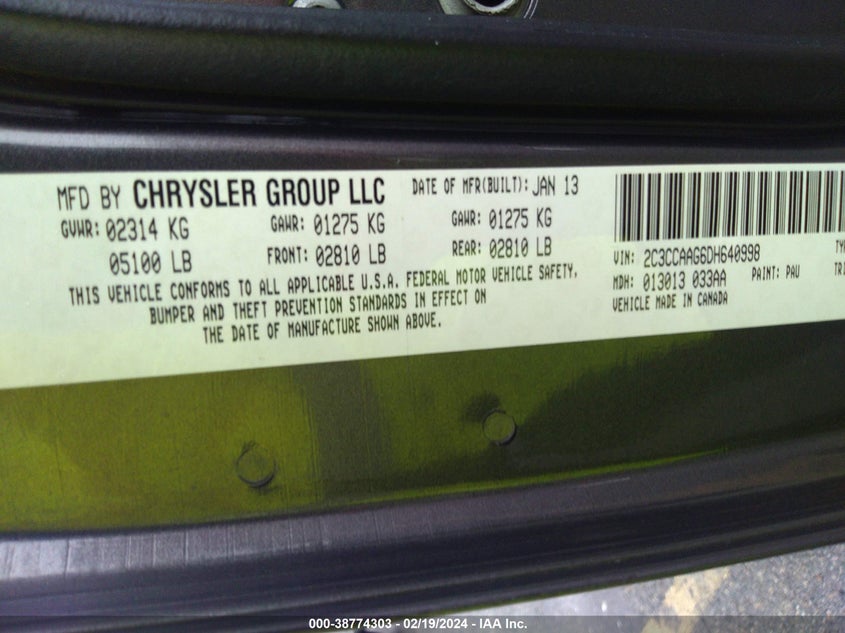 MFD BY CHRYSLER GROUP LLC DATE OF MFR(BUILT): JAN 13
GVWR: 02314 KG GAWR: 01275 KG GAWR: 01275 KG
05100 LB FRONT: 02810 LB REAR: 02810 LB
THIS VEHICLE CONFORMS TO ALL APPLICABLE U.S.A. FEDERAL MOTOR VEHICLE SAFETY,
BUMPER AND THEFT PREVENTION STANDARDS IN EFFECT ON
THE DATE OF MANUFACTURE SHOWN ABOVE.
VIN: 2C3CCAAG6DH640998
MDH: 013013 033AA PAINT: PAU
VEHICLE MADE IN CANADA
000-38774303 - 02/19/2024 - IAA Inc.